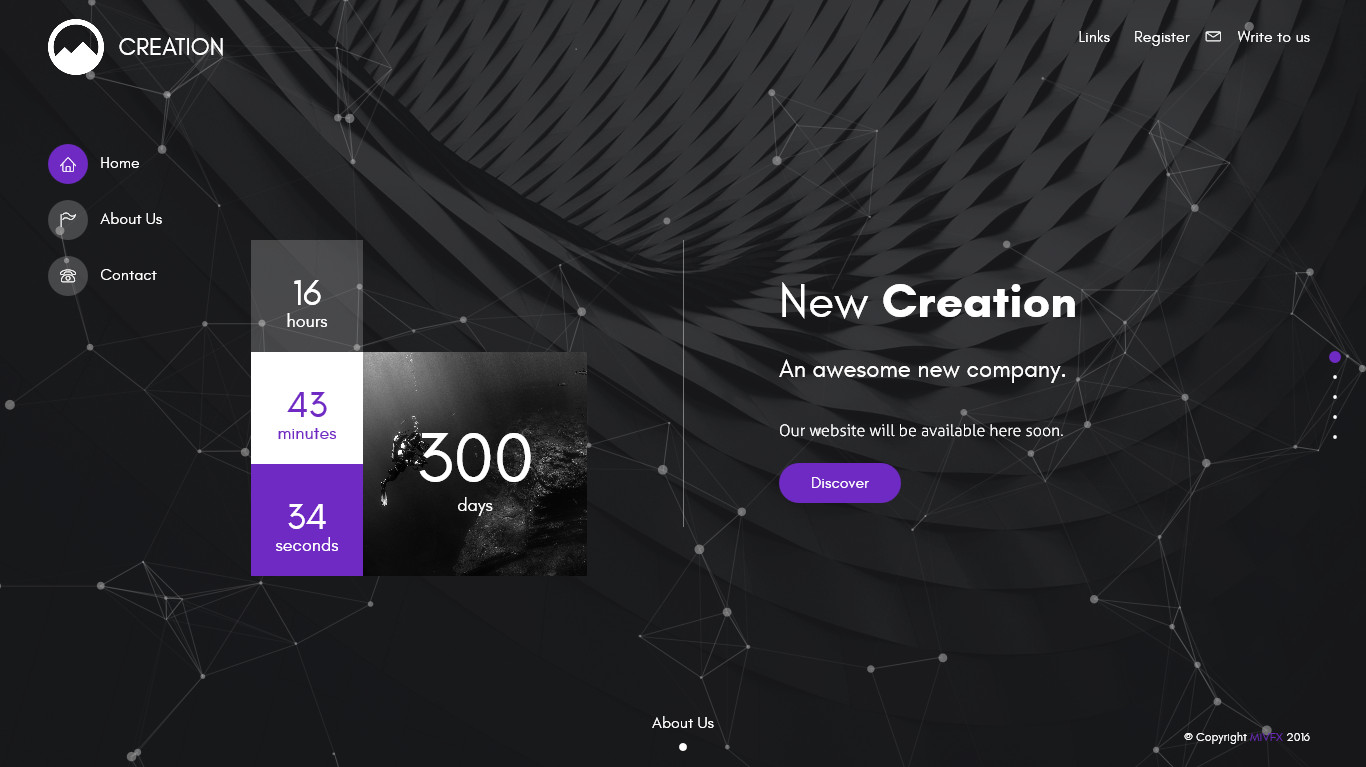 CREATION
Links
Register
Write to us
Home
About Us
Contact
16
hours
43
minutes
34
seconds
300
days
New Creation
An awesome new company.
Our website will be available here soon.
Discover
About Us
© Copyright MIVFX 2016